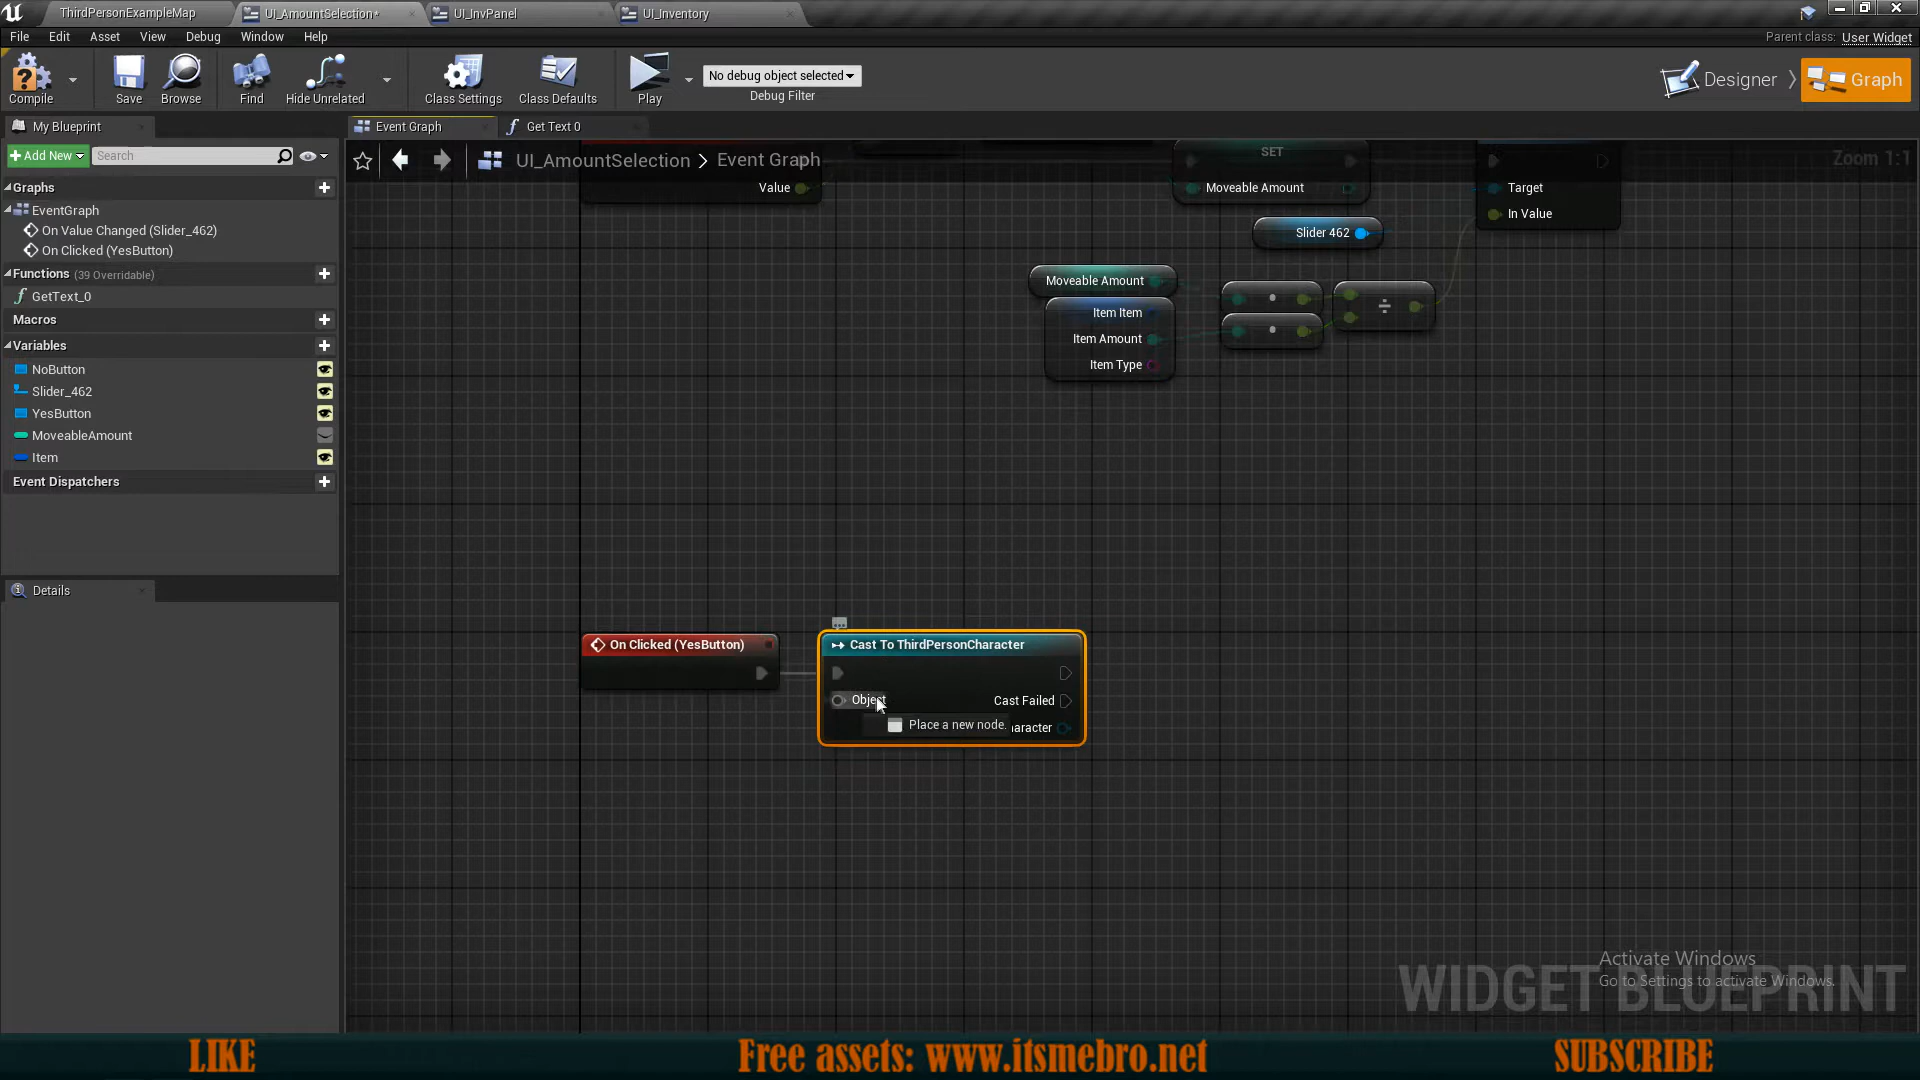 ThirdPersonExampleMap
UI_AmountSelection*
UI_InvPanel
UI_Inventory
File Edit Asset View Debug Window Help
Parent class: User Widget
Compile
Save
Browse
Find
Hide Unrelated
Class Settings
Class Defaults
Play
No debug object selected
Debug Filter
Designer
Graph
My Blueprint
Event Graph
Get Text 0
Add New
Search
UI_AmountSelection > Event Graph
Zoom 1:1
Graphs
EventGraph
On Value Changed (Slider_462)
On Clicked (YesButton)
Functions (39 Overridable)
GetText_0
Macros
Variables
NoButton
Slider_462
YesButton
MoveableAmount
Item
Event Dispatchers
Details
Value
SET
Moveable Amount
Target
In Value
Slider 462
Moveable Amount
Item Item
Item Amount
Item Type
÷
On Clicked (YesButton)
Cast To ThirdPersonCharacter
Object
Cast Failed
Place a new node.
haracter
Activate Windows
Go to Settings to activate Windows.
WIDGET BLUEPRINT
LIKE
Free assets: www.itsmebro.net
SUBSCRIBE